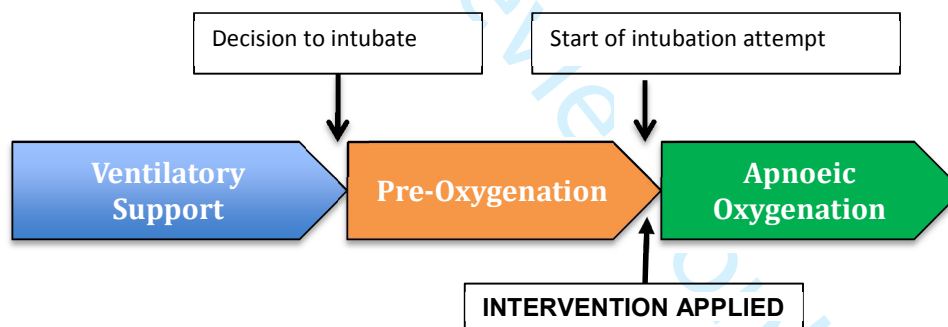 Decision to intubate
Start of intubation attempt
Ventilatory
Support
Pre-Oxygenation
Apnoeic
Oxygenation
INTERVENTION APPLIED